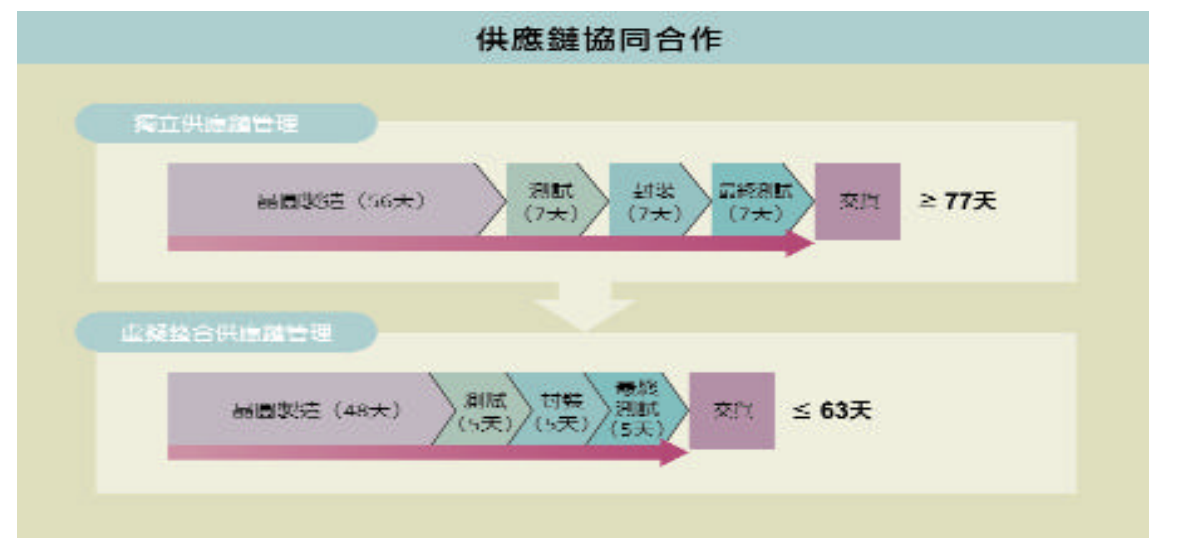 供應鏈協同合作
獨立供應鏈管理
晶圓製造（56天）
測試
（7天）
封裝
（7天）
最終測試
（7天）
交貨
≥ 77天
虛擬整合供應鏈管理
晶圓製造（48天）
測試
（5天）
封裝
（5天）
最終
測試
（5天）
交貨
≤ 63天